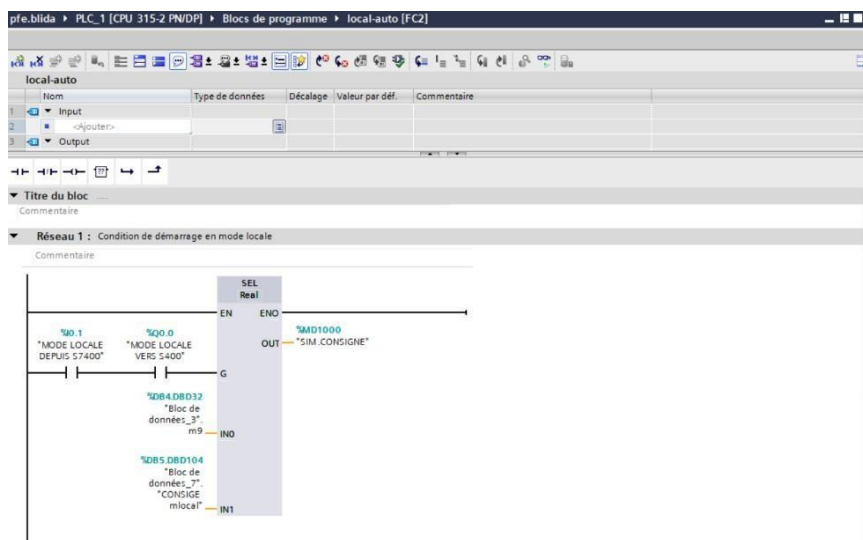 pfe.blida ▸ PLC_1 [CPU 315-2 PN/DP] ▸ Blocs de programme ▸ local-auto [FC2]
local-auto
Nom Type de données Décalage Valeur par déf. Commentaire
1 Input
2 <Ajouter>
3 Output
Titre du bloc ....
Commentaire
Réseau 1 : Condition de démarrage en mode locale
Commentaire
SEL
Real
EN ENO
%I0.1 %Q0.0 %MD1000
"MODE LOCALE "MODE LOCALE OUT "SIM.CONSIGNE"
DEPUIS S7400" VERS S400"
G
%DB4.DBD32
"Bloc de
données_3".
m9 IN0
%DB5.DBD104
"Bloc de
données_7".
"CONSIGE
mlocal" IN1